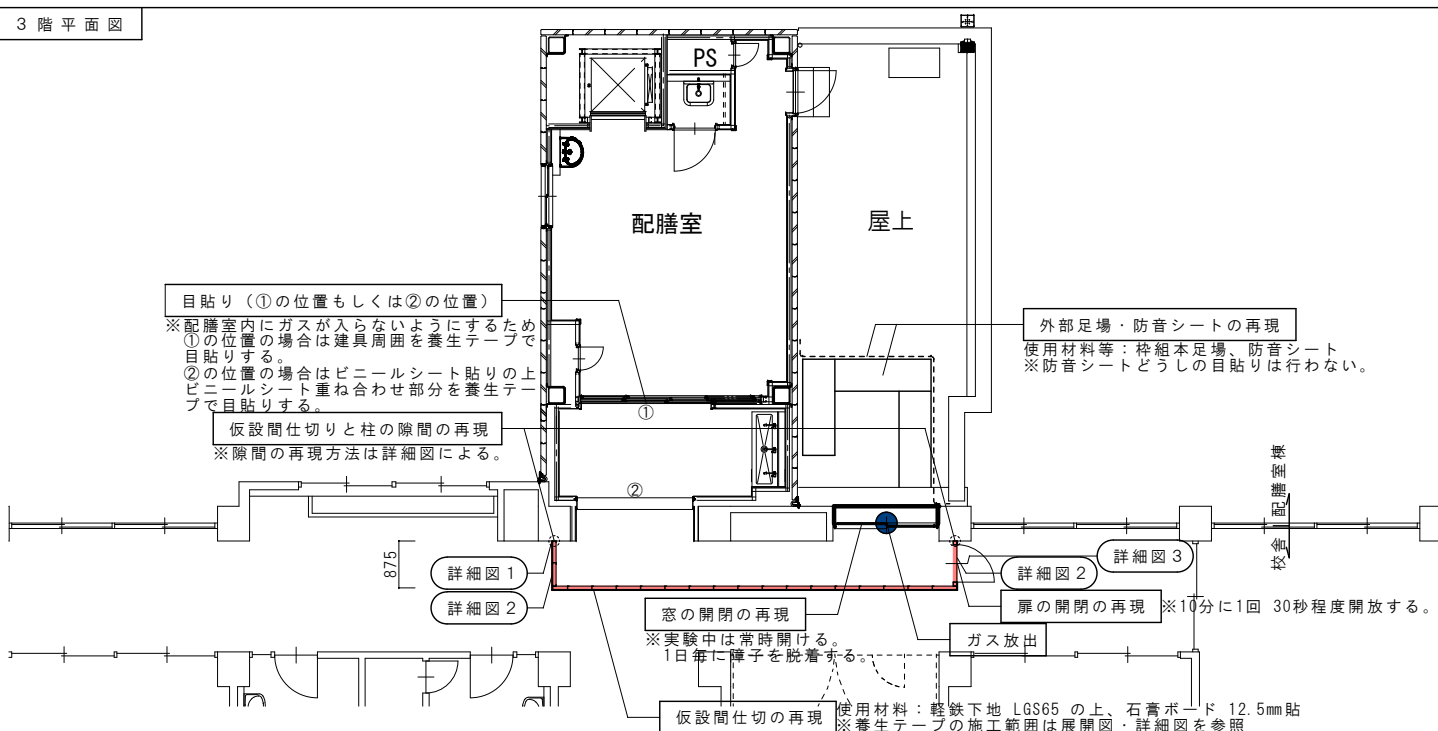 3階平面図
PS
配膳室
屋上
目貼り（①の位置もしくは②の位置）
※配膳室内にガスが入らないようにするため
①の位置の場合は建具周囲を養生テープで
目貼りする。
②の位置の場合はビニールシート貼りの上
ビニールシート重ね合わせ部分を養生テー
プで目貼りする。
外部足場・防音シートの再現
使用材料等：枠組本足場、防音シート
※防音シートどうしの目貼りは行わない。
①
仮設間仕切りと柱の隙間の再現
※隙間の再現方法は詳細図による。
②
校舎 配膳室棟
875
詳細図1
詳細図2
詳細図3
詳細図2
窓の開閉の再現
※実験中は常時開ける。
1日毎に障子を脱着する。
ガス放出
扉の開閉の再現
※10分に1回 30秒程度開放する。
仮設間仕切の再現
使用材料：軽鉄下地 LGS65 の上、石膏ボード 12.5mm貼
※養生テープの施工範囲は展開図・詳細図を参照